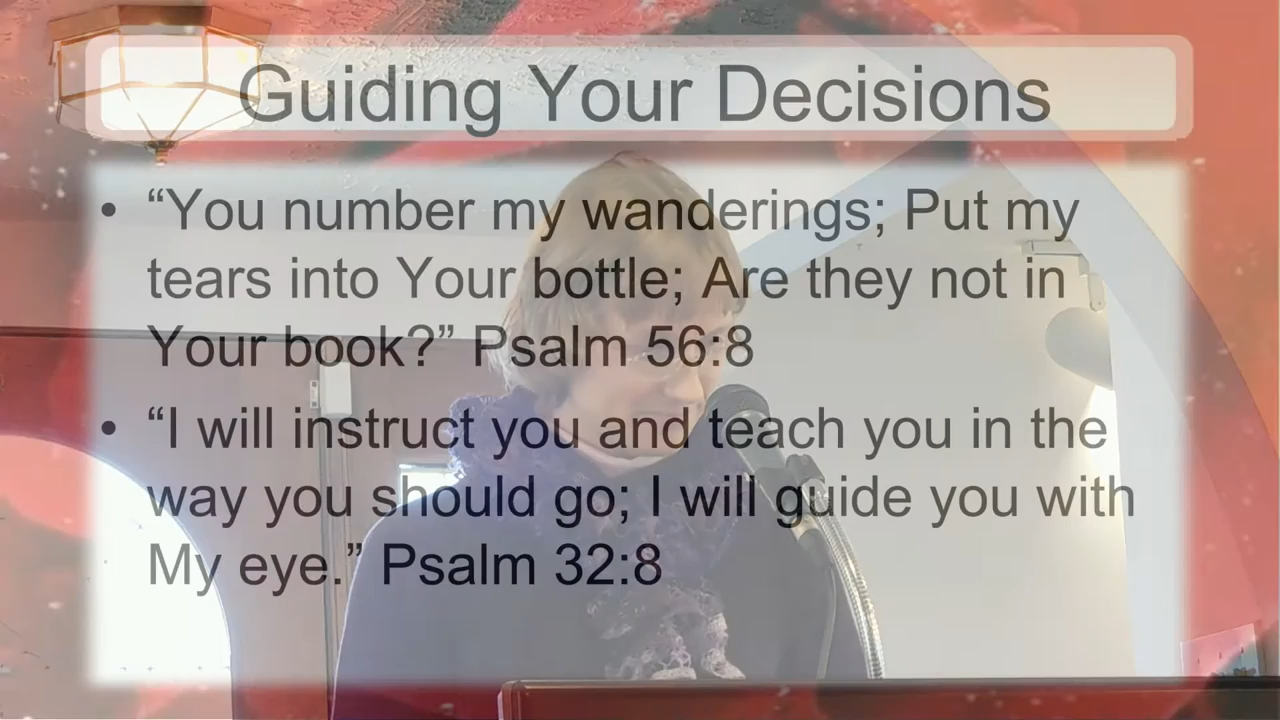 Guiding Your Decisions
• “You number my wanderings; Put my
tears into Your bottle; Are they not in
Your book?” Psalm 56:8
• “I will instruct you and teach you in the
way you should go; I will guide you with
My eye.” Psalm 32:8